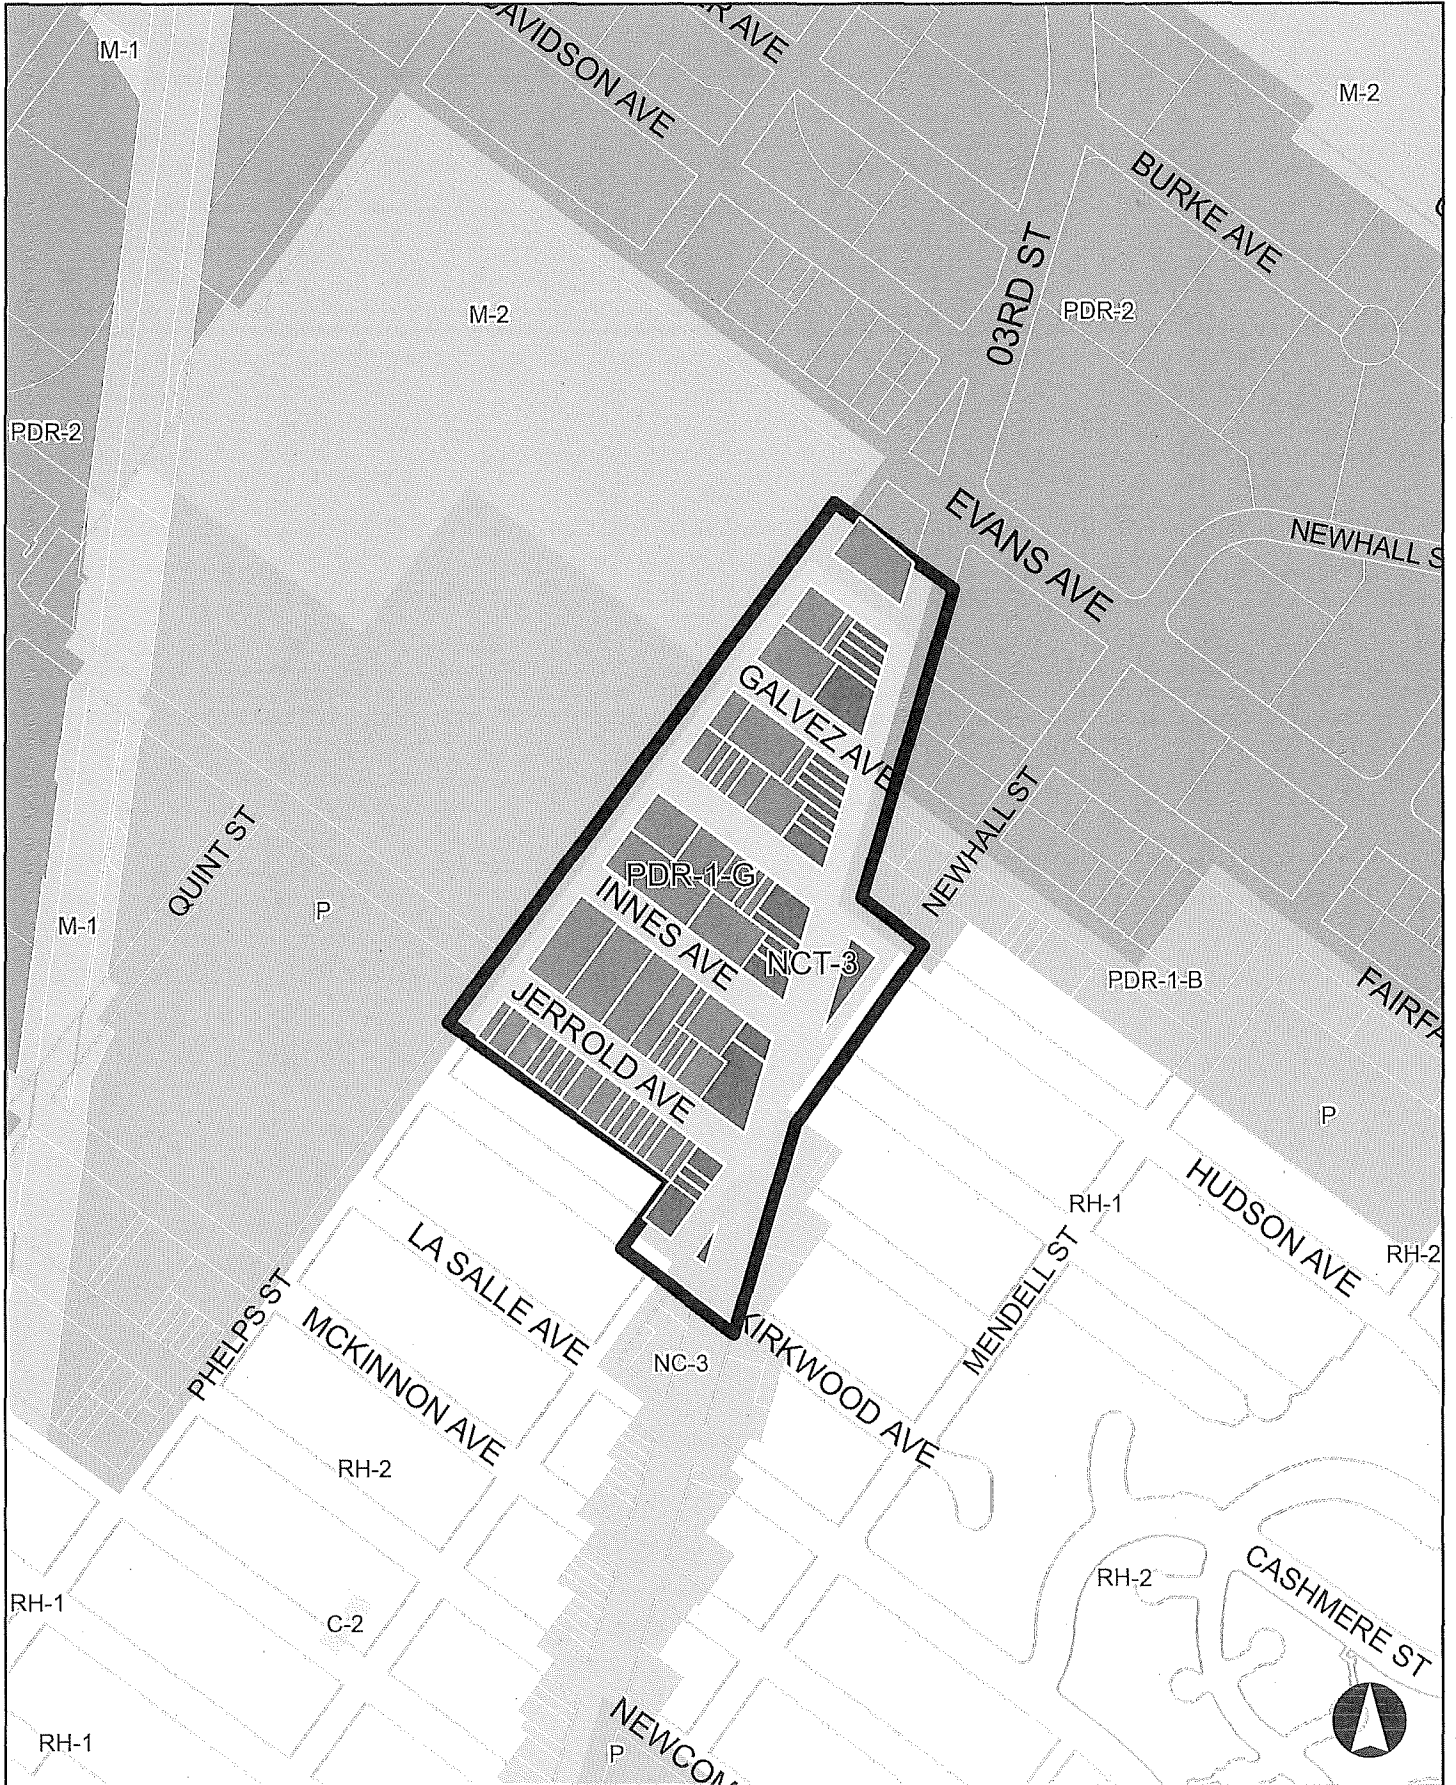 M-1
DAVIDSON AVE
ER AVE
M-2
BURKE AVE
03RD ST
M-2
PDR-2
PDR-2
EVANS AVE
NEWHALL S
GALVEZ AVE
NEWHALL ST
QUINT ST
PDR-1-G
P
INNES AVE
M-1
NCT-3
PDR-1-B
FAIRFA
JERROLD AVE
P
HUDSON AVE
RH-1
MENDELL ST
RH-2
LA SALLE AVE
PHELPS ST
MCKINNON AVE
KIRKWOOD AVE
NC-3
RH-2
RH-2
CASHMERE ST
RH-1
C-2
NEWCOM
RH-1
P